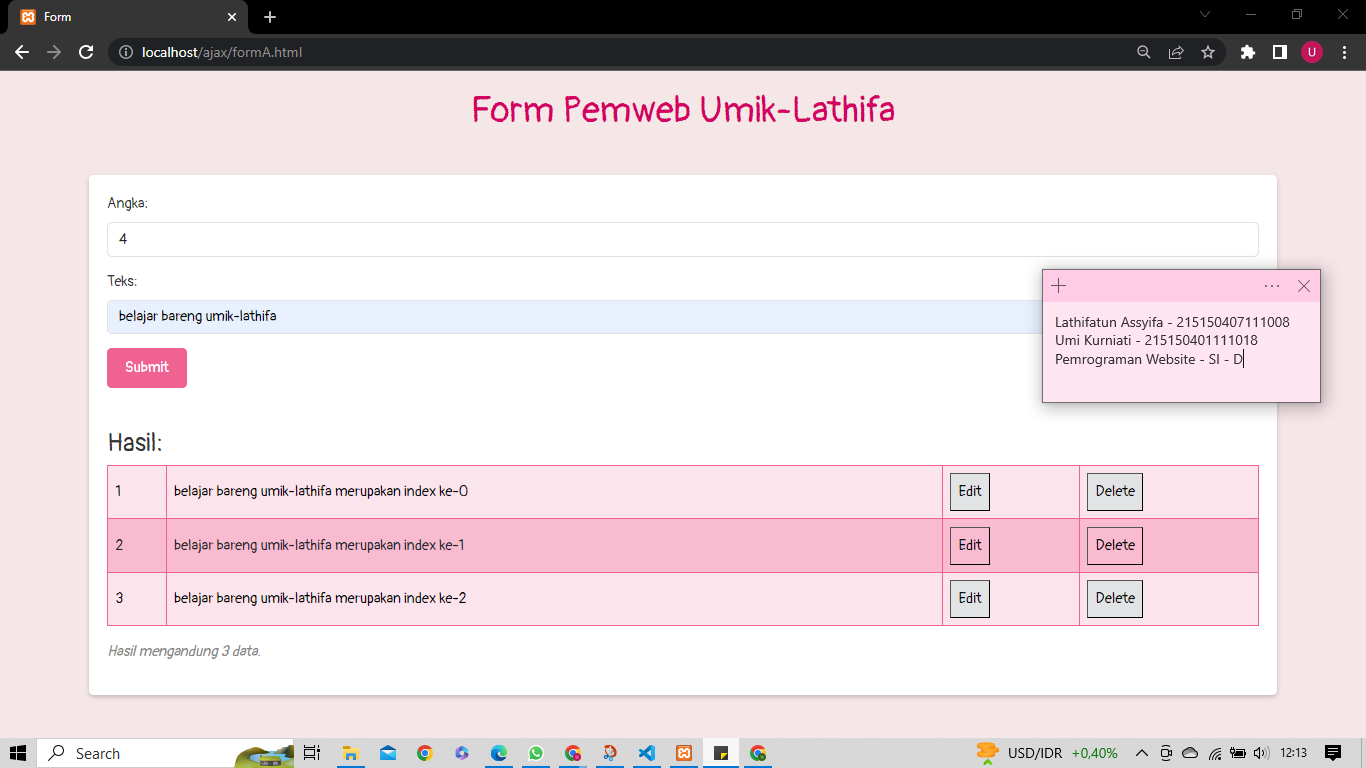 Form
localhost/ajax/formA.html
U
Form Pemweb Umik-Lathifa
Angka:
4
Teks:
belajar bareng umik-lathifa
Submit
Lathifatun Assyifa - 215150407111008
Umi Kurniati - 215150401111018
Pemrograman Website - SI - D
Hasil:
1 belajar bareng umik-lathifa merupakan index ke-0 Edit Delete
2 belajar bareng umik-lathifa merupakan index ke-1 Edit Delete
3 belajar bareng umik-lathifa merupakan index ke-2 Edit Delete
Hasil mengandung 3 data.
Search USD/IDR +0,40% 12:13